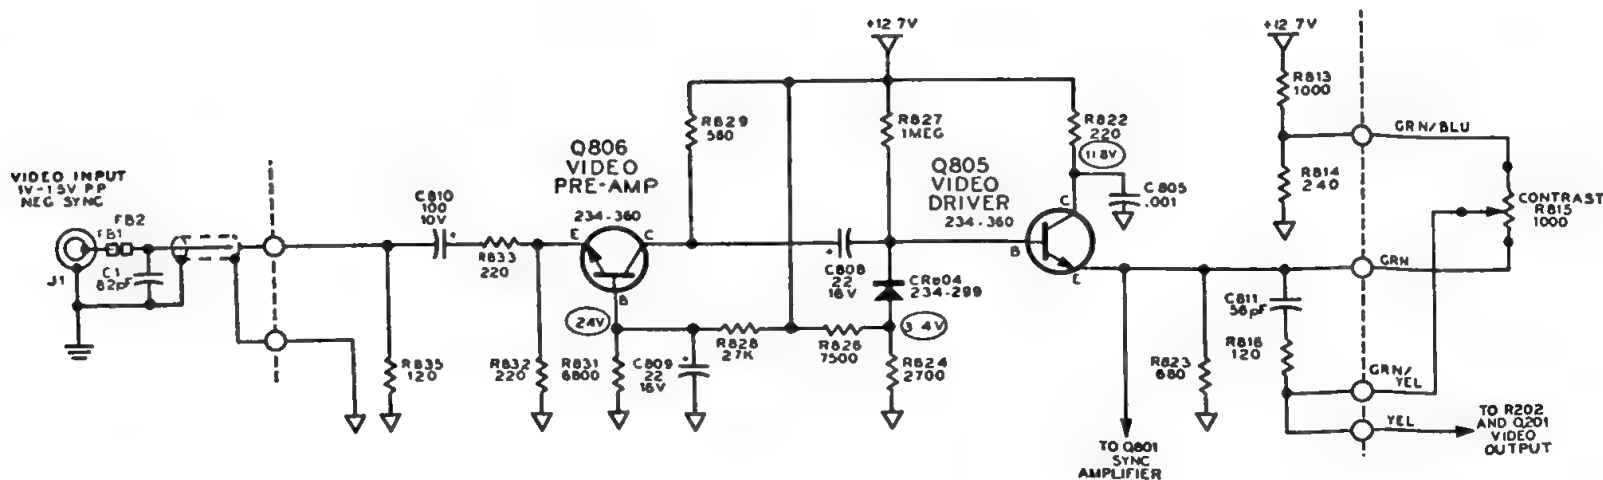 +12 7V
+12 7V
R813
1000
R829
560
R827
1MEG
R822
220
11 8V
GRN/BLU
Q806
VIDEO
PRE-AMP
234-360
Q805
VIDEO
DRIVER
234-360
VIDEO INPUT
1V-1 5V P P
NEG SYNC
FB2
FB1
J1
C1
82pF
C810
100
10V
+
R833
220
E
C
B
C805
.001
R814
240
CONTRAST
R815
1000
C808
22
16V
+
CR804
234-299
C
B
E
GRN
2 4V
3 4V
C811
56pF
R835
120
R832
220
R831
6800
C809
22
16V
+
R828
27K
R826
7500
R824
2700
R823
680
R816
120
GRN/
YEL
YEL
TO Q801
SYNC
AMPLIFIER
TO R202
AND Q201
VIDEO
OUTPUT